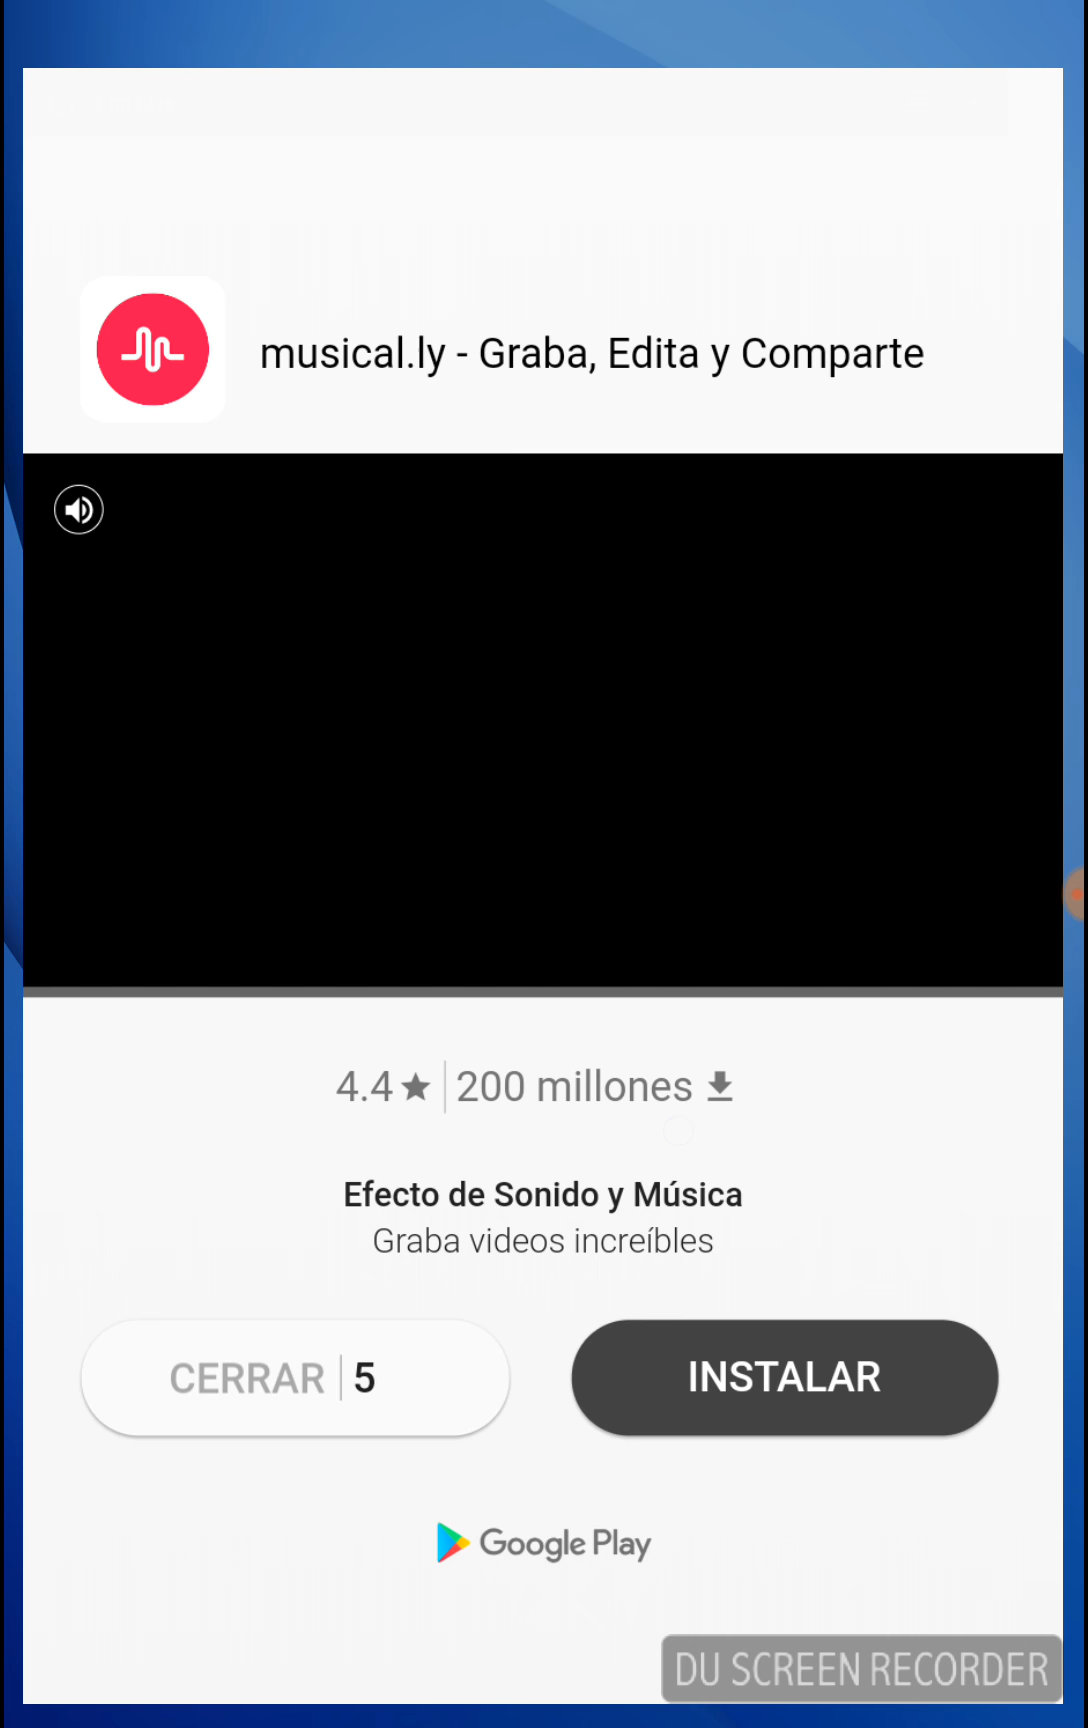 musical.ly - Graba, Edita y Comparte
4.4 200 millones
Efecto de Sonido y Música
Graba videos increíbles
CERRAR 5
INSTALAR
Google Play
DU SCREEN RECORDER